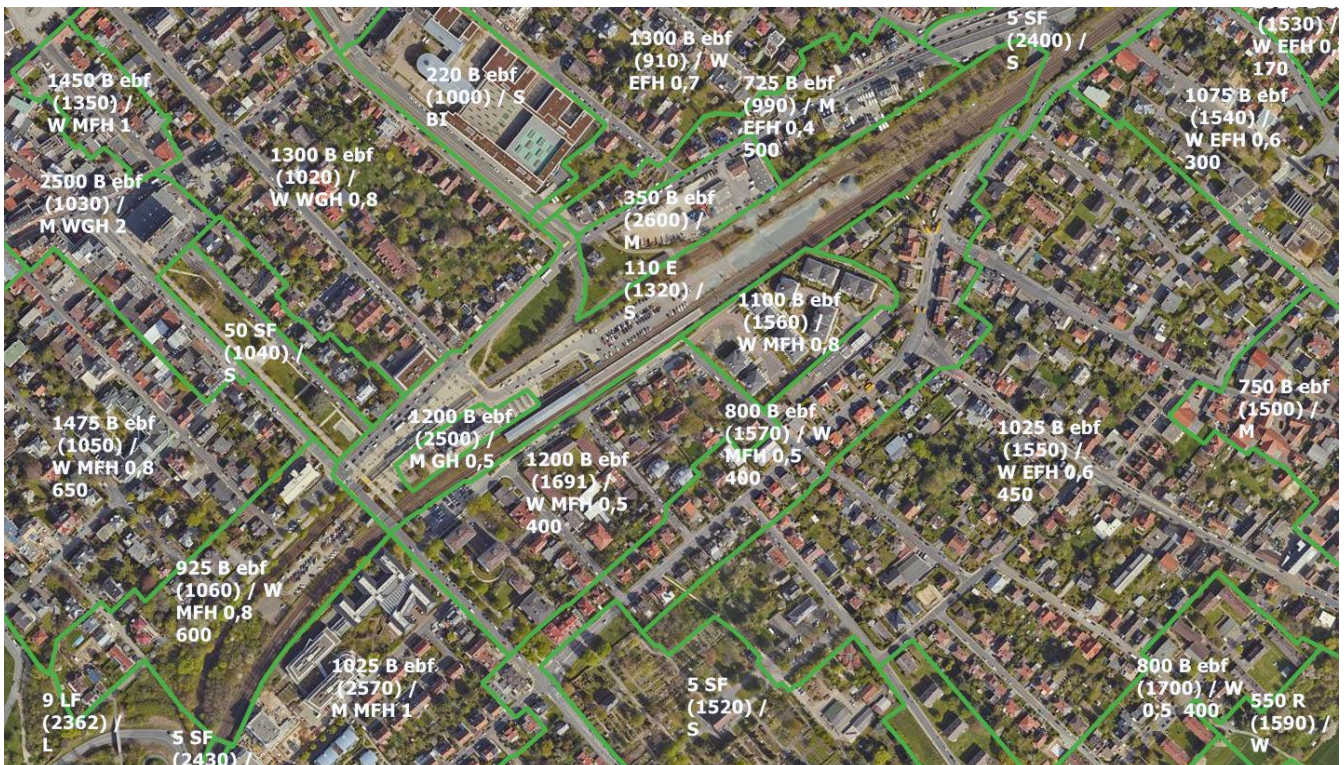 5 SF
(2400) /
S
(1530) /
W EFH 0,
170
1300 B ebf
(910) / W
EFH 0,7
220 B ebf
(1000) / S
BI
1450 B ebf
(1350) /
W MFH 1
725 B ebf
(990) / M
EFH 0,4
500
1075 B ebf
(1540) /
W EFH 0,6
300
1300 B ebf
(1020) /
W WGH 0,8
2500 B ebf
(1030) /
M WGH 2
350 B ebf
(2600) /
M
110 E
(1320) /
S
1100 B ebf
(1560) /
W MFH 0,8
50 SF
(1040) /
S
750 B ebf
(1500) /
M
1200 B ebf
(2500) /
M GH 0,5
800 B ebf
(1570) / W
MFH 0,5
400
1475 B ebf
(1050) /
W MFH 0,8
650
1025 B ebf
(1550) /
W EFH 0,6
450
1200 B ebf
(1691) /
W MFH 0,5
400
925 B ebf
(1060) / W
MFH 0,8
600
1025 B ebf
(2570) /
M MFH 1
5 SF
(1520) /
S
800 B ebf
(1700) / W
0,5 400
550 R
(1590) /
W
9 LF
(2362) /
L
5 SF
(2430) /